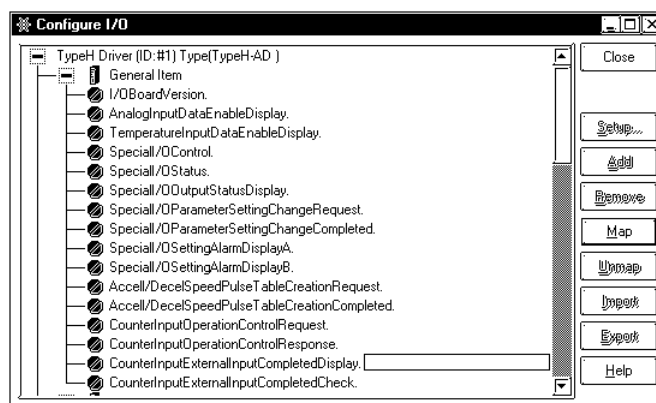 Configure I/O
TypeH Driver (ID:#1) Type(TypeH-AD )
General Item
I/OBoardVersion.
AnalogInputDataEnableDisplay.
TemperatureInputDataEnableDisplay.
SpecialI/OControl.
SpecialI/OStatus.
SpecialI/OOutputStatusDisplay.
SpecialI/OParameterSettingChangeRequest.
SpecialI/OParameterSettingChangeCompleted.
SpecialI/OSettingAlarmDisplayA.
SpecialI/OSettingAlarmDisplayB.
Accell/DecelSpeedPulseTableCreationRequest.
Accell/DecelSpeedPulseTableCreationCompleted.
CounterInputOperationControlRequest.
CounterInputOperationControlResponse.
CounterInputExternalInputCompletedDisplay.
CounterInputExternalInputCompletedCheck.
Close
Setup...
Add
Remove
Map
Unmap
Import
Export
Help